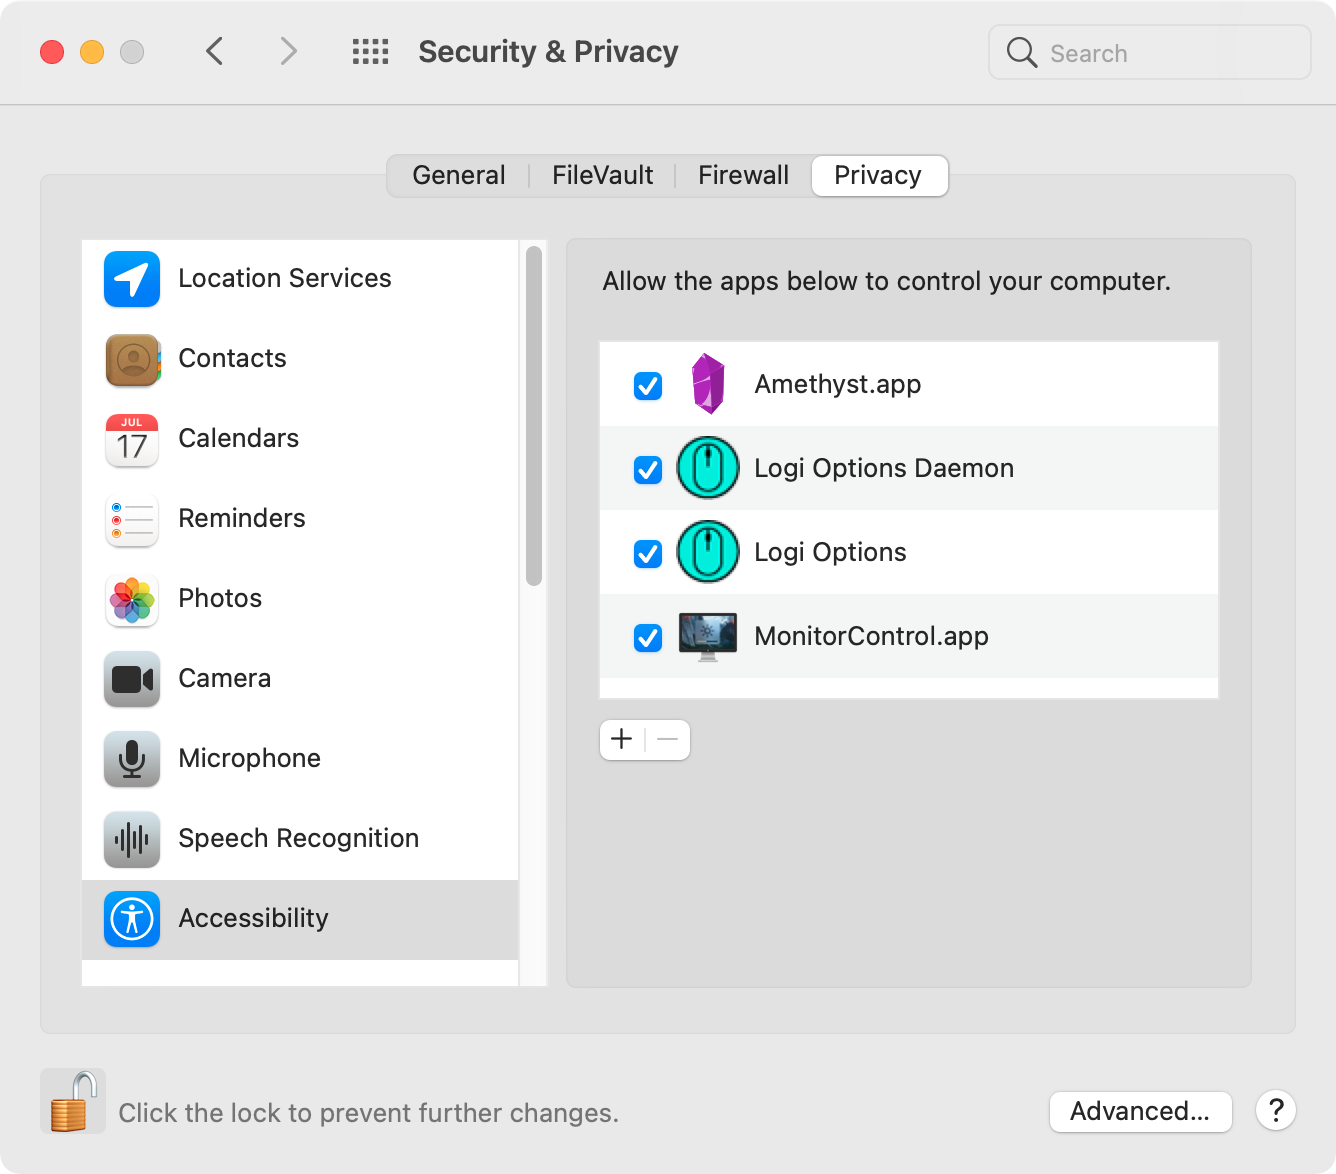 Security & Privacy
Search
General
FileVault
Firewall
Privacy
Location Services
Contacts
JUL
17
Calendars
Reminders
Photos
Camera
Microphone
Speech Recognition
Accessibility
Allow the apps below to control your computer.
Amethyst.app
Logi Options Daemon
Logi Options
MonitorControl.app
Click the lock to prevent further changes.
Advanced...
?